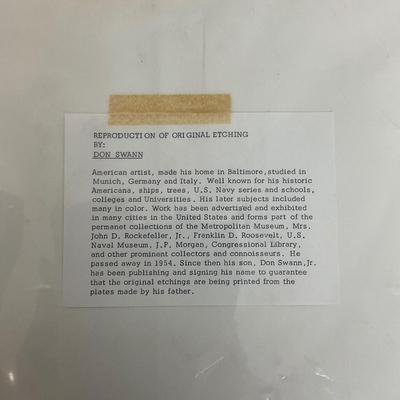 REPRODUCTION OF ORIGINAL ETCHING
BY:
DON SWANN
American artist, made his home in Baltimore, studied in
Munich, Germany and Italy. Well known for his historic
Americana, ships, trees, U.S. Navy series and schools,
colleges and Universities. His later subjects included
many in color. Work has been advertised and exhibited
in many cities in the United States and forms part of the
permanet collections of the Metropolitan Museum, Mrs.
John D. Rockefeller, Jr., Franklin D. Roosevelt, U.S.
Naval Museum, J.P. Morgan, Congressional Library,
and other prominent collectors and connoisseurs. He
passed away in 1954. Since then his son, Don Swann, Jr.
has been publishing and signing his name to guarantee
that the original etchings are being printed from the
plates made by his father.